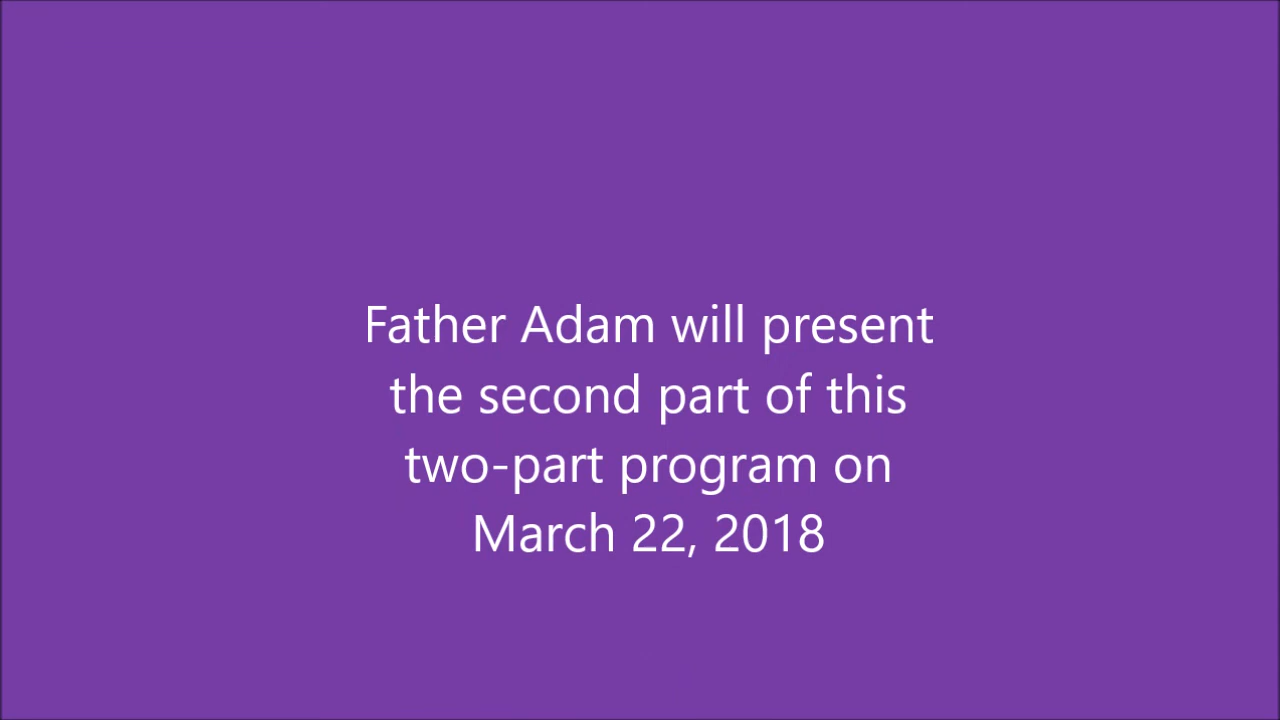 Father Adam will present
the second part of this
two-part program on
March 22, 2018